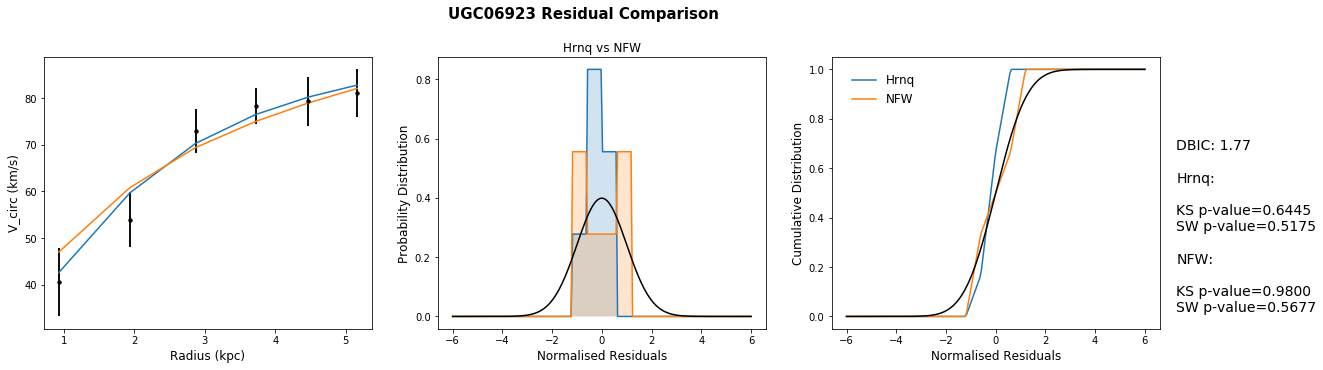 UGC06923 Residual Comparison
V_circ (km/s)
80
70
60
50
40
1 2 3 4 5
Radius (kpc)
Hrnq vs NFW
Probability Distribution
0.8
0.6
0.4
0.2
0.0
−6 −4 −2 0 2 4 6
Normalised Residuals
Cumulative Distribution
1.0
0.8
0.6
0.4
0.2
0.0
Hrnq
NFW
−6 −4 −2 0 2 4 6
Normalised Residuals
DBIC: 1.77
Hrnq:
KS p-value=0.6445
SW p-value=0.5175
NFW:
KS p-value=0.9800
SW p-value=0.5677